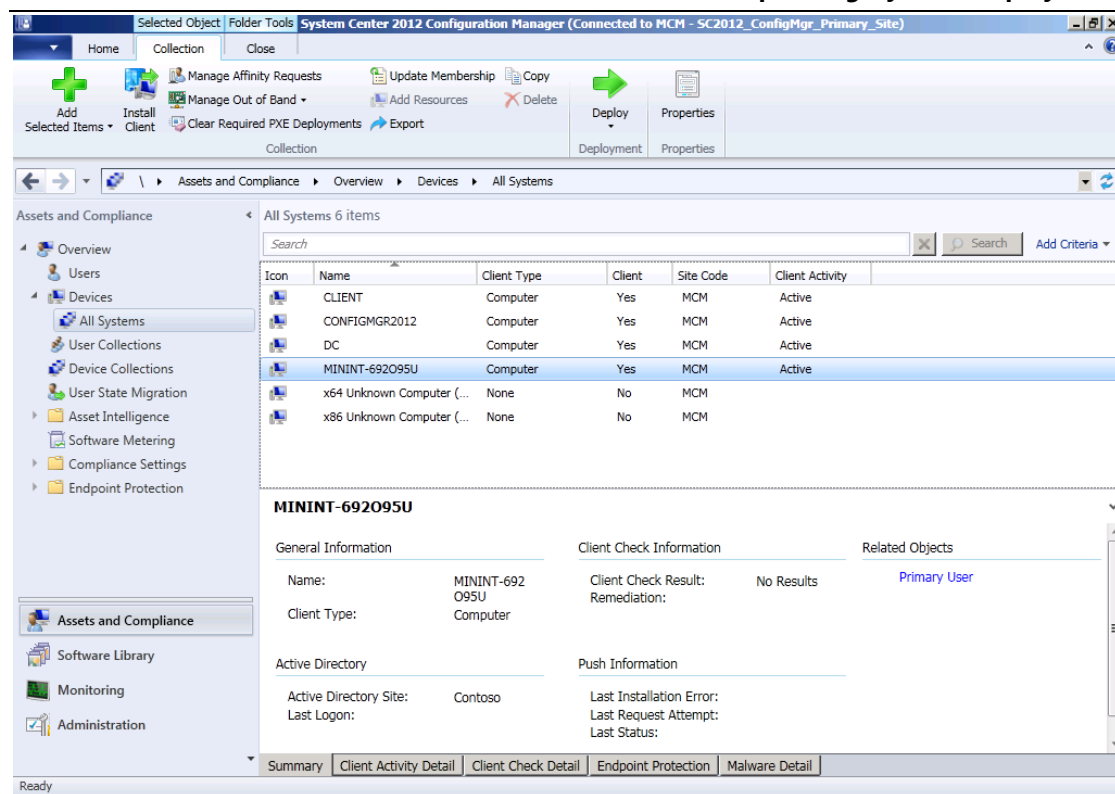 Selected Object Folder Tools System Center 2012 Configuration Manager (Connected to MCM - SC2012_ConfigMgr_Primary_Site)
Home Collection Close
Manage Affinity Requests Update Membership Copy
Manage Out of Band Add Resources Delete
Clear Required PXE Deployments Export
Add Selected Items
Install Client
Deploy
Properties
Collection Deployment Properties
\ Assets and Compliance Overview Devices All Systems
Assets and Compliance
Overview
Users
Devices
All Systems
User Collections
Device Collections
User State Migration
Asset Intelligence
Software Metering
Compliance Settings
Endpoint Protection
Assets and Compliance
Software Library
Monitoring
Administration
All Systems 6 items
Search Search Add Criteria
Icon Name Client Type Client Site Code Client Activity
CLIENT Computer Yes MCM Active
CONFIGMGR2012 Computer Yes MCM Active
DC Computer Yes MCM Active
MININT-692O95U Computer Yes MCM Active
x64 Unknown Computer (... None No MCM
x86 Unknown Computer (... None No MCM
MININT-692O95U
General Information
Name: MININT-692
O95U
Client Type: Computer
Client Check Information
Client Check Result: No Results
Remediation:
Related Objects
Primary User
Active Directory
Active Directory Site: Contoso
Last Logon:
Push Information
Last Installation Error:
Last Request Attempt:
Last Status:
Summary Client Activity Detail Client Check Detail Endpoint Protection Malware Detail
Ready